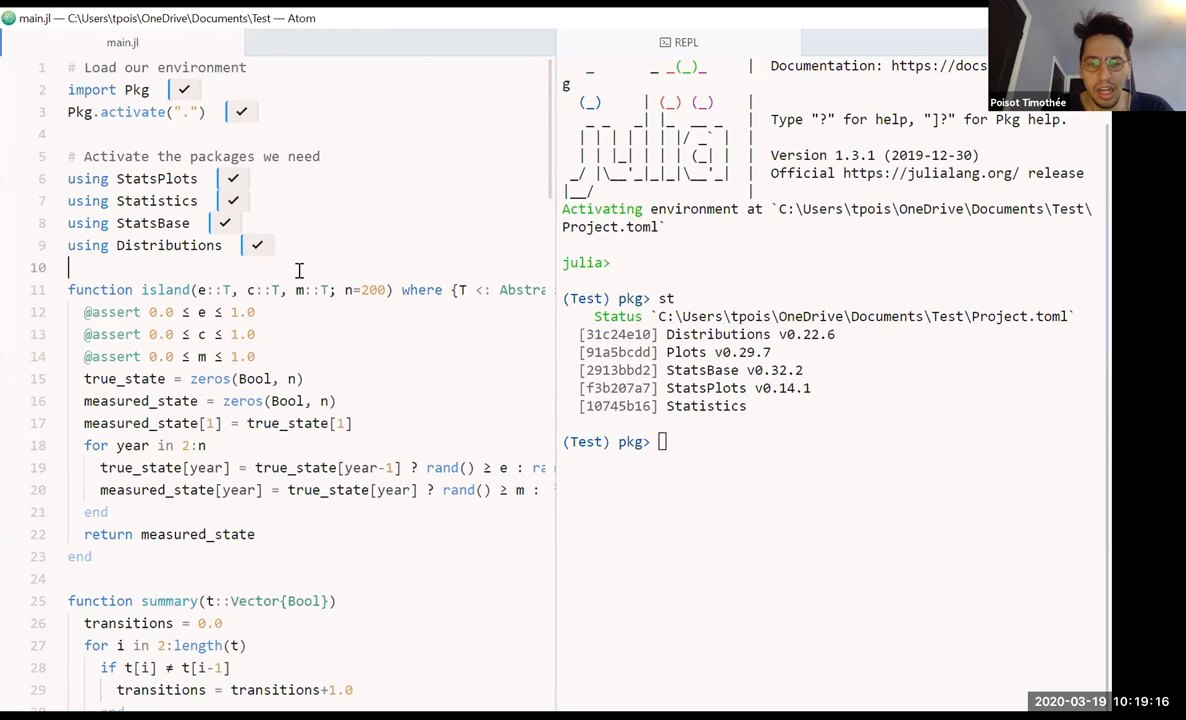 main.jl — C:\Users\tpois\OneDrive\Documents\Test — Atom
main.jl
1 # Load our environment
2 import Pkg ✓
3 Pkg.activate(".") ✓
4
5 # Activate the packages we need
6 using StatsPlots ✓
7 using Statistics ✓
8 using StatsBase ✓
9 using Distributions ✓
10
11 function island(e::T, c::T, m::T; n=200) where {T <: Abstra
12 @assert 0.0 ≤ e ≤ 1.0
13 @assert 0.0 ≤ c ≤ 1.0
14 @assert 0.0 ≤ m ≤ 1.0
15 true_state = zeros(Bool, n)
16 measured_state = zeros(Bool, n)
17 measured_state[1] = true_state[1]
18 for year in 2:n
19 true_state[year] = true_state[year-1] ? rand() ≥ e : ra
20 measured_state[year] = true_state[year] ? rand() ≥ m :
21 end
22 return measured_state
23 end
24
25 function summary(t::Vector{Bool})
26 transitions = 0.0
27 for i in 2:length(t)
28 if t[i] ≠ t[i-1]
29 transitions = transitions+1.0
REPL
| Documentation: https://docs
g
Type "?" for help, "]?" for Pkg help.
Version 1.3.1 (2019-12-30)
Official https://julialang.org/ release
Activating environment at `C:\Users\tpois\OneDrive\Documents\Test\
Project.toml`
julia>
(Test) pkg> st
Status `C:\Users\tpois\OneDrive\Documents\Test\Project.toml`
[31c24e10] Distributions v0.22.6
[91a5bcdd] Plots v0.29.7
[2913bbd2] StatsBase v0.32.2
[f3b207a7] StatsPlots v0.14.1
[10745b16] Statistics
(Test) pkg>
Poisot Timothée
2020-03-19 10:19:16